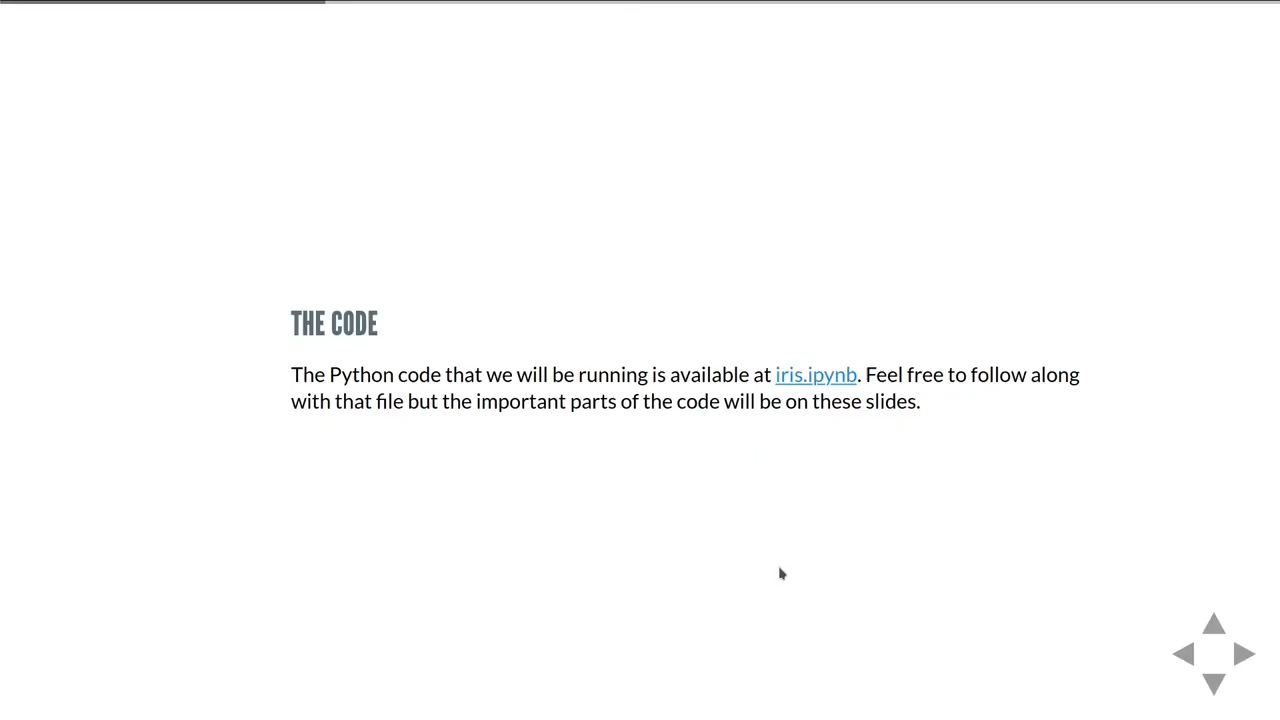 THE CODE
The Python code that we will be running is available at iris.ipynb. Feel free to follow along
with that file but the important parts of the code will be on these slides.